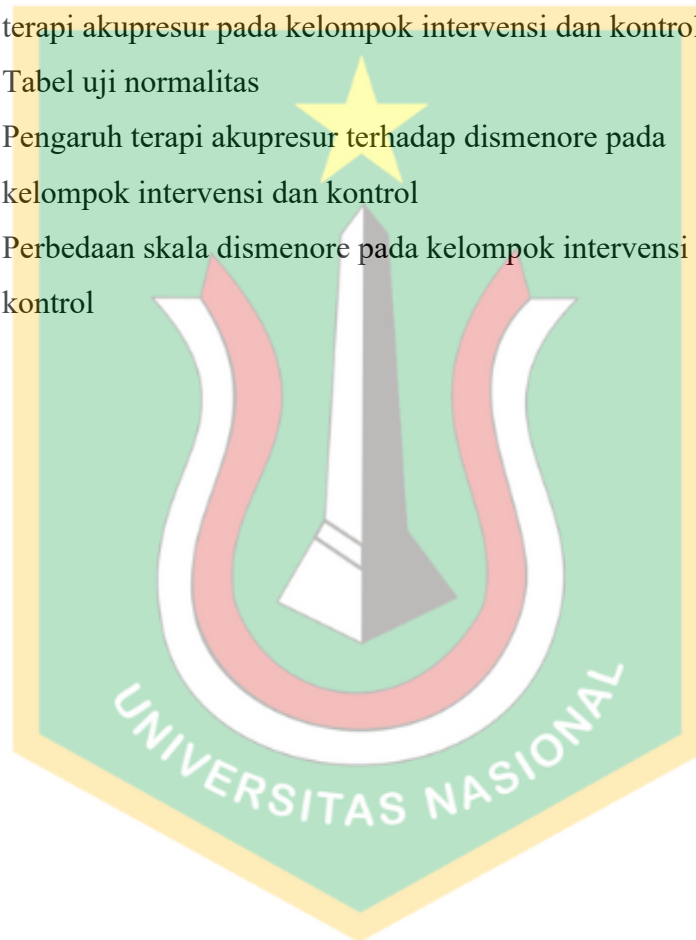 terapi akupresur pada kelompok intervensi dan kontrol
Tabel uji normalitas
Pengaruh terapi akupresur terhadap dismenore pada
kelompok intervensi dan kontrol
Perbedaan skala dismenore pada kelompok intervensi
kontrol
UNIVERSITAS NASIONAL